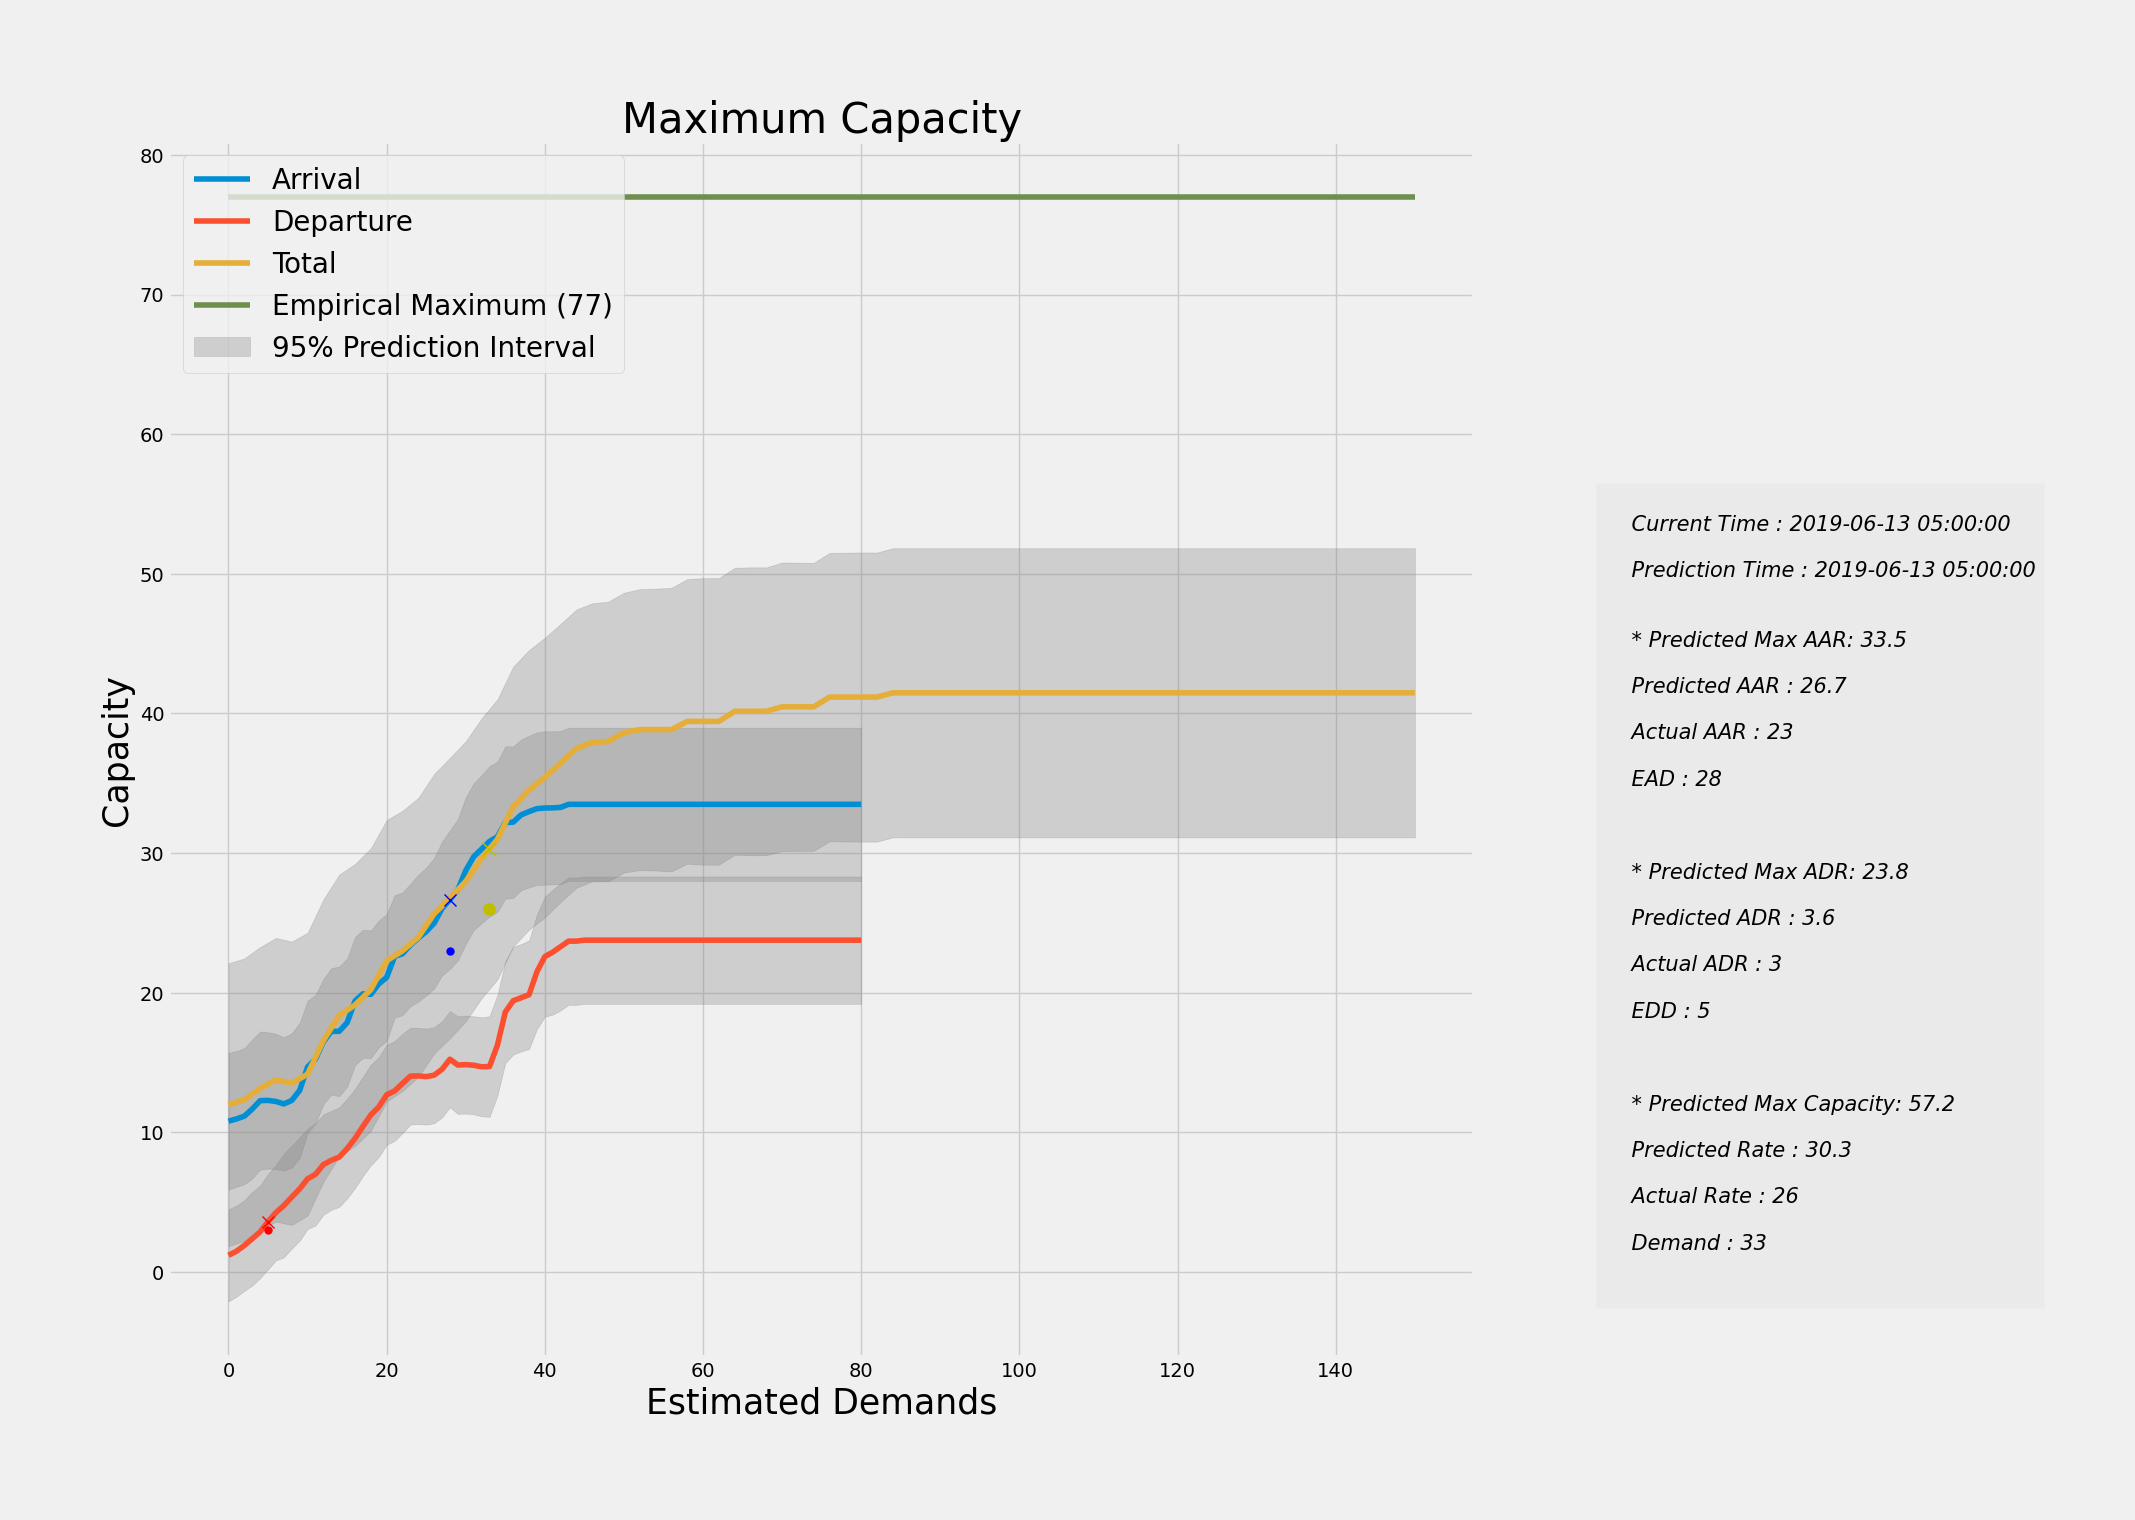 Maximum Capacity
80
70
60
50
40
30
20
10
0
Arrival
Departure
Total
Empirical Maximum (77)
95% Prediction Interval
Capacity
0 20 40 60 80 100 120 140
Estimated Demands
Current Time : 2019-06-13 05:00:00
Prediction Time : 2019-06-13 05:00:00
* Predicted Max AAR: 33.5
Predicted AAR : 26.7
Actual AAR : 23
EAD : 28
* Predicted Max ADR: 23.8
Predicted ADR : 3.6
Actual ADR : 3
EDD : 5
* Predicted Max Capacity: 57.2
Predicted Rate : 30.3
Actual Rate : 26
Demand : 33